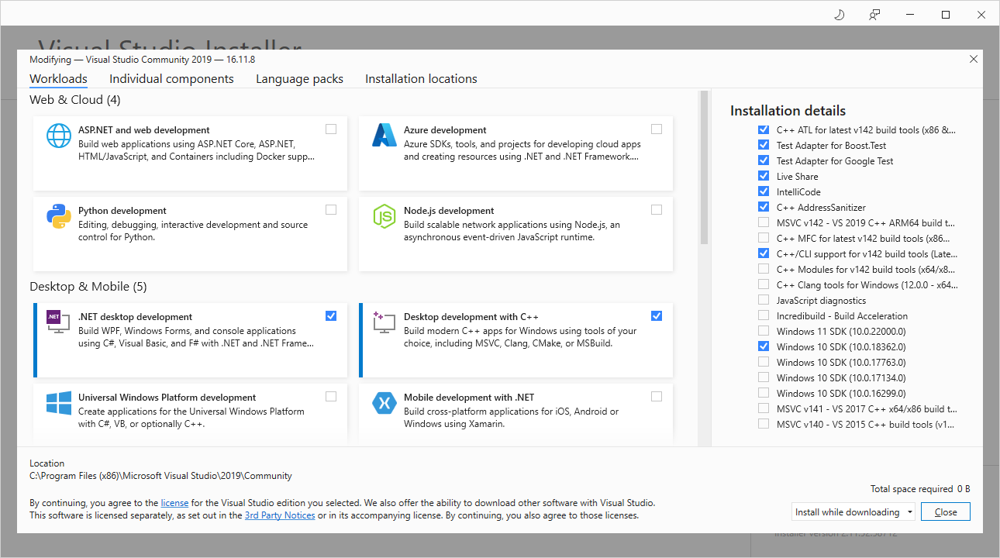 Visual Studio Installer
Modifying — Visual Studio Community 2019 — 16.11.8
Workloads
Individual components
Language packs
Installation locations
Web & Cloud (4)
ASP.NET and web development
Build web applications using ASP.NET Core, ASP.NET,
HTML/JavaScript, and Containers including Docker supp...
Azure development
Azure SDKs, tools, and projects for developing cloud apps
and creating resources using .NET and .NET Framework....
Python development
Editing, debugging, interactive development and source
control for Python.
JS
Node.js development
Build scalable network applications using Node.js, an
asynchronous event-driven JavaScript runtime.
Desktop & Mobile (5)
.NET
.NET desktop development
Build WPF, Windows Forms, and console applications
using C#, Visual Basic, and F# with .NET and .NET Frame...
Desktop development with C++
Build modern C++ apps for Windows using tools of your
choice, including MSVC, Clang, CMake, or MSBuild.
Universal Windows Platform development
Create applications for the Universal Windows Platform
with C#, VB, or optionally C++.
Mobile development with .NET
Build cross-platform applications for iOS, Android or
Windows using Xamarin.
Installation details
C++ ATL for latest v142 build tools (x86 &...
Test Adapter for Boost.Test
Test Adapter for Google Test
Live Share
IntelliCode
C++ AddressSanitizer
MSVC v142 - VS 2019 C++ ARM64 build t...
C++ MFC for latest v142 build tools (x86...
C++/CLI support for v142 build tools (Late...
C++ Modules for v142 build tools (x64/x8...
C++ Clang tools for Windows (12.0.0 - x64...
JavaScript diagnostics
Incredibuild - Build Acceleration
Windows 11 SDK (10.0.22000.0)
Windows 10 SDK (10.0.18362.0)
Windows 10 SDK (10.0.17763.0)
Windows 10 SDK (10.0.17134.0)
Windows 10 SDK (10.0.16299.0)
MSVC v141 - VS 2017 C++ x64/x86 build t...
MSVC v140 - VS 2015 C++ build tools (v1...
Location
C:\Program Files (x86)\Microsoft Visual Studio\2019\Community
By continuing, you agree to the license for the Visual Studio edition you selected. We also offer the ability to download other software with Visual Studio.
This software is licensed separately, as set out in the 3rd Party Notices or in its accompanying license. By continuing, you also agree to those licenses.
Total space required 0 B
Install while downloading
Close
Installer version